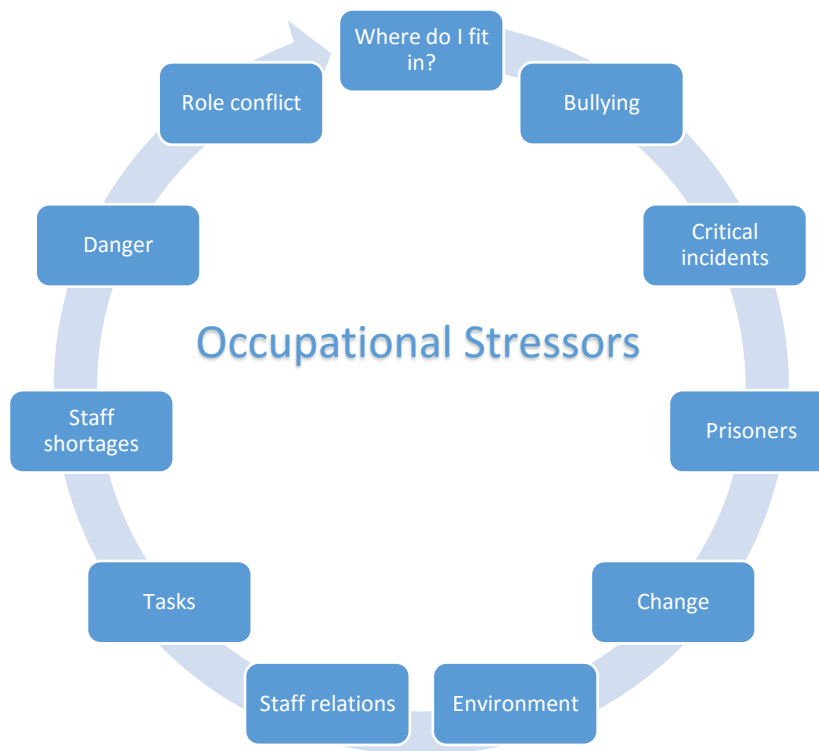 Where do I fit
in?
Bullying
Critical
incidents
Prisoners
Change
Environment
Staff relations
Tasks
Staff
shortages
Danger
Role conflict
Occupational Stressors